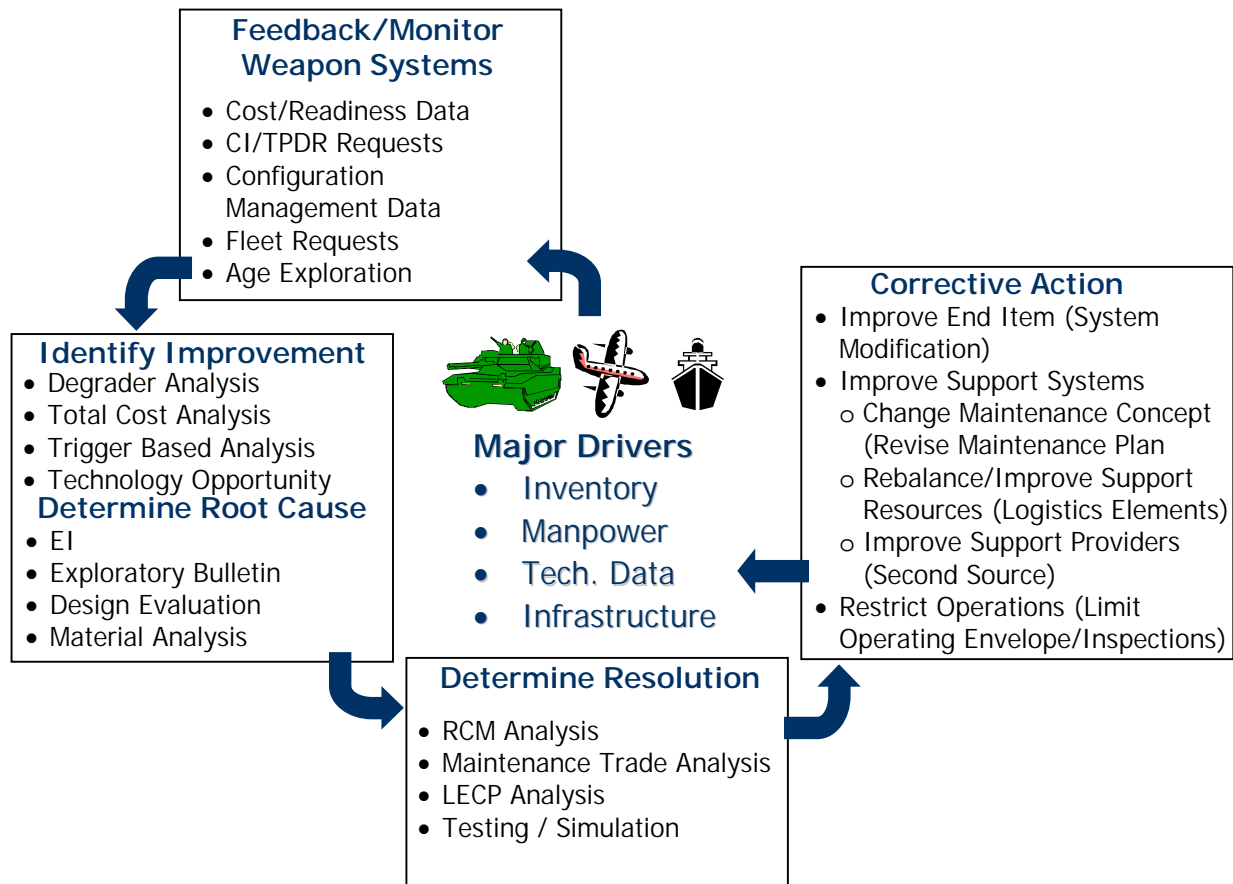 Feedback/Monitor
Weapon Systems
• Cost/Readiness Data
• CI/TPDR Requests
• Configuration
Management Data
• Fleet Requests
• Age Exploration
Identify Improvement
• Degrader Analysis
• Total Cost Analysis
• Trigger Based Analysis
• Technology Opportunity
Determine Root Cause
• EI
• Exploratory Bulletin
• Design Evaluation
• Material Analysis
Major Drivers
• Inventory
• Manpower
• Tech. Data
• Infrastructure
Determine Resolution
• RCM Analysis
• Maintenance Trade Analysis
• LECP Analysis
• Testing / Simulation
Corrective Action
• Improve End Item (System
Modification)
• Improve Support Systems
o Change Maintenance Concept
(Revise Maintenance Plan
o Rebalance/Improve Support
Resources (Logistics Elements)
o Improve Support Providers
(Second Source)
• Restrict Operations (Limit
Operating Envelope/Inspections)